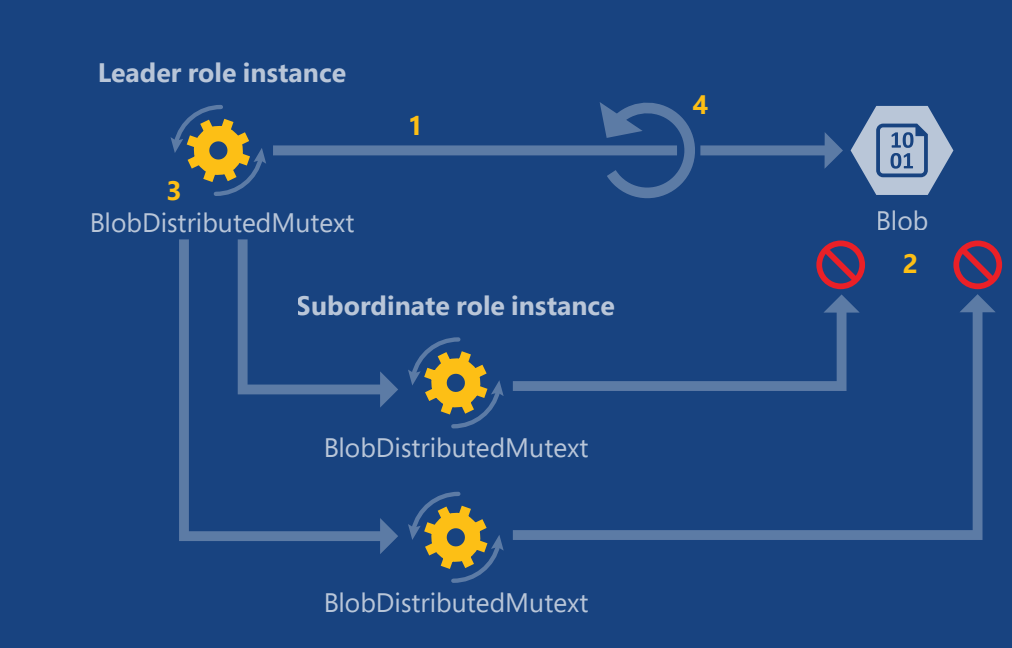 Leader role instance
1
4
10
01
3
BlobDistributedMutext
Blob
2
Subordinate role instance
BlobDistributedMutext
BlobDistributedMutext